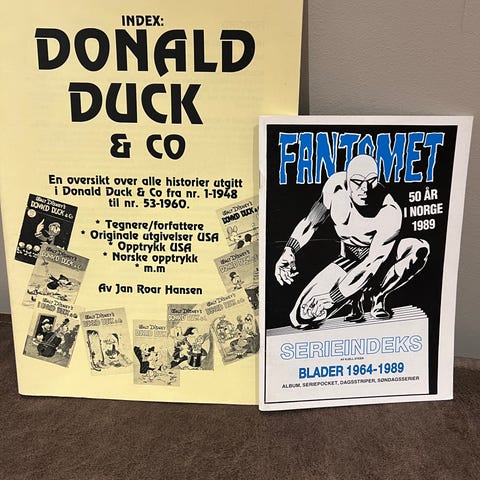 INDEX:
DONALD
DUCK
& CO
En oversikt over alle historier utgitt
i Donald Duck & Co fra nr. 1-1948
til nr. 53-1960.
* Tegnere/forfattere
* Originale utgivelser USA
* Opptrykk USA
* Norske opptrykk
* m.m
Av Jan Roar Hansen
FANTOMET
50 ÅR
I NORGE
1989
SERIEINDEKS
BLADER 1964-1989
ALBUM, SERIEPOCKET, DAGSSTRIPER, SØNDAGSSERIER